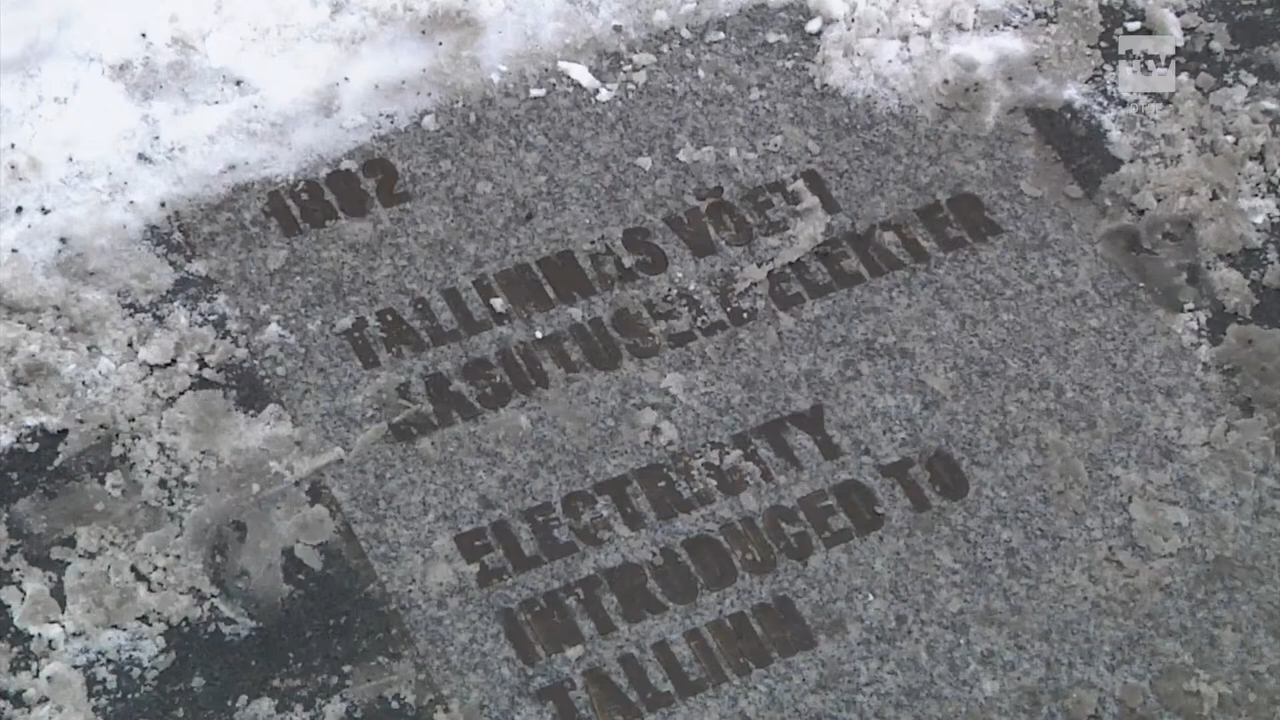 1882
TALLINNAS VÕETI
KASUTUSELE ELEKTER
ELECTRICITY
INTRODUCED TO
TALLINN